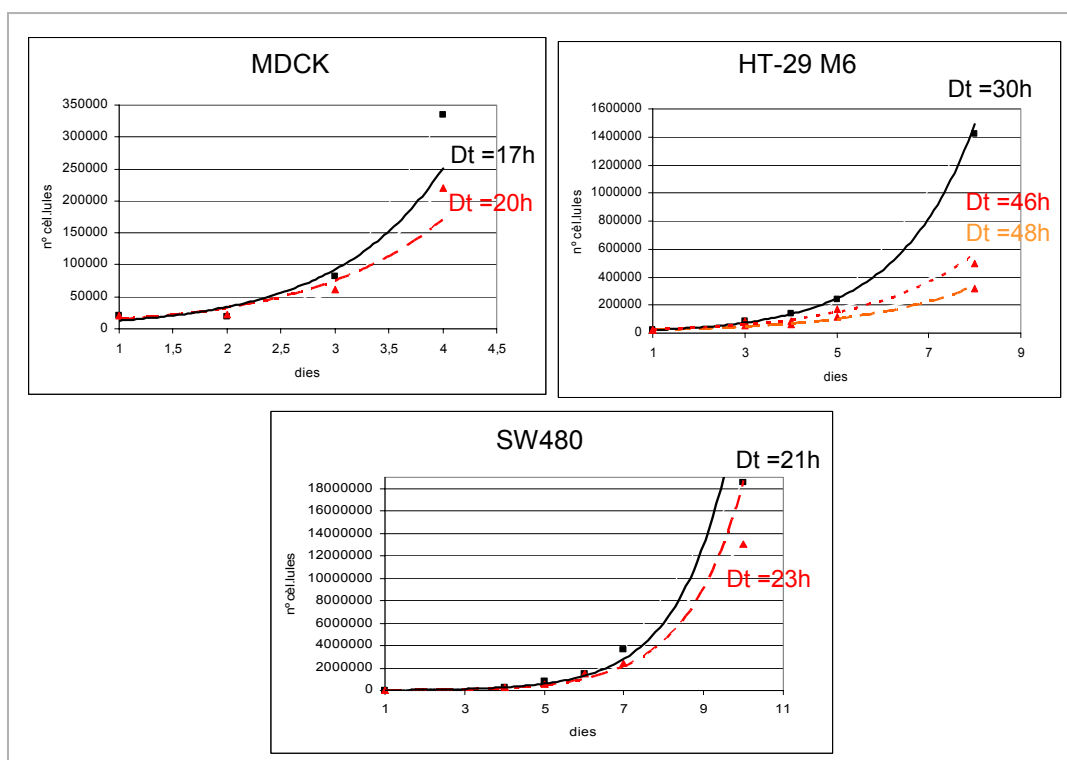 MDCK
350000
300000
250000
200000
150000
100000
50000
0
nº cèl.lules
1 1,5 2 2,5 3 3,5 4 4,5
dies
Dt =17h
Dt =20h
HT-29 M6
1600000
1400000
1200000
1000000
800000
600000
400000
200000
0
nº cèl.lules
1 3 5 7 9
dies
Dt =30h
Dt =46h
Dt =48h
SW480
18000000
16000000
14000000
12000000
10000000
8000000
6000000
4000000
2000000
0
nº cèl.lules
1 3 5 7 9 11
dies
Dt =21h
Dt =23h